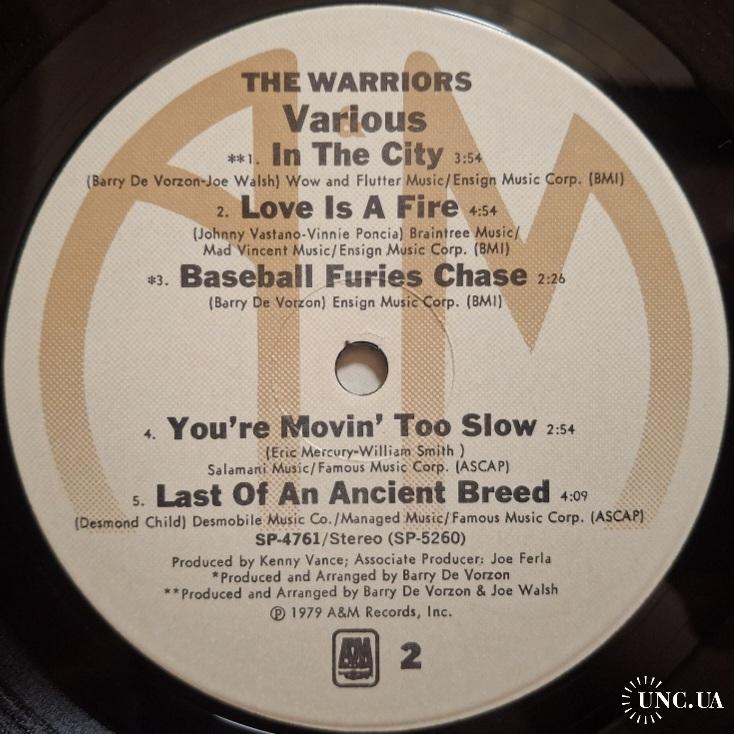 THE WARRIORS
Various
**1. In The City 3:54
(Barry De Vorzon-Joe Walsh) Wow and Flutter Music/Ensign Music Corp. (BMI)
2. Love Is A Fire 4:54
(Johnny Vastano-Vinnie Poncia) Braintree Music/
Mad Vincent Music/Ensign Music Corp. (BMI)
*3. Baseball Furies Chase 2:26
(Barry De Vorzon) Ensign Music Corp. (BMI)
4. You're Movin' Too Slow 2:54
(Eric Mercury-William Smith )
Salamani Music/Famous Music Corp. (ASCAP)
5. Last Of An Ancient Breed 4:09
(Desmond Child) Desmobile Music Co./Managed Music/Famous Music Corp. (ASCAP)
SP-4761/Stereo (SP-5260)
Produced by Kenny Vance; Associate Producer: Joe Ferla
*Produced and Arranged by Barry De Vorzon
**Produced and Arranged by Barry De Vorzon & Joe Walsh
Ⓟ 1979 A&M Records, Inc.
A&M 2
UNC.UA